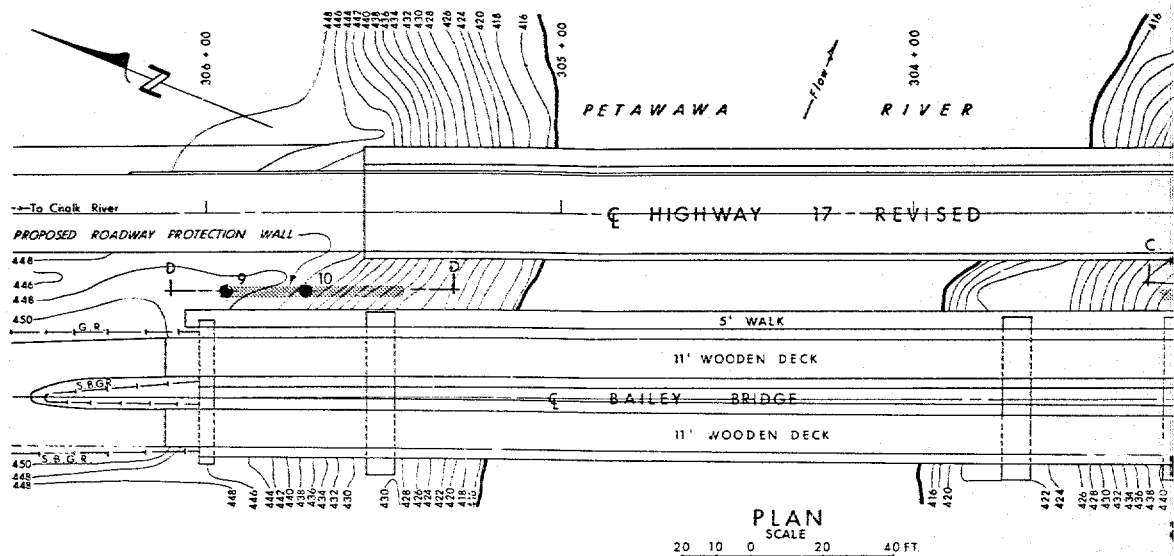 448 446 444 442 440 438 436 434 432 430 428 426 424 420 418 416
306 + 00
305 + 00
304 + 00
416
N
Flow
PETAWAWA RIVER
To Chalk River
℄ HIGHWAY 17 REVISED
PROPOSED ROADWAY PROTECTION WALL
448
446
448
450
D
9
P
10
D
C
G.R.
5' WALK
11' WOODEN DECK
S.B.G.R.
℄ BAILEY BRIDGE
11' WOODEN DECK
S.B.G.R.
450
448
448
448 446 444 442 440 438 436 434 432 430
430 428 426 424 422 420 418
416 420
422 424 426 428 430 432 434 436 438 440
PLAN
SCALE
20 10 0 20 40 FT.